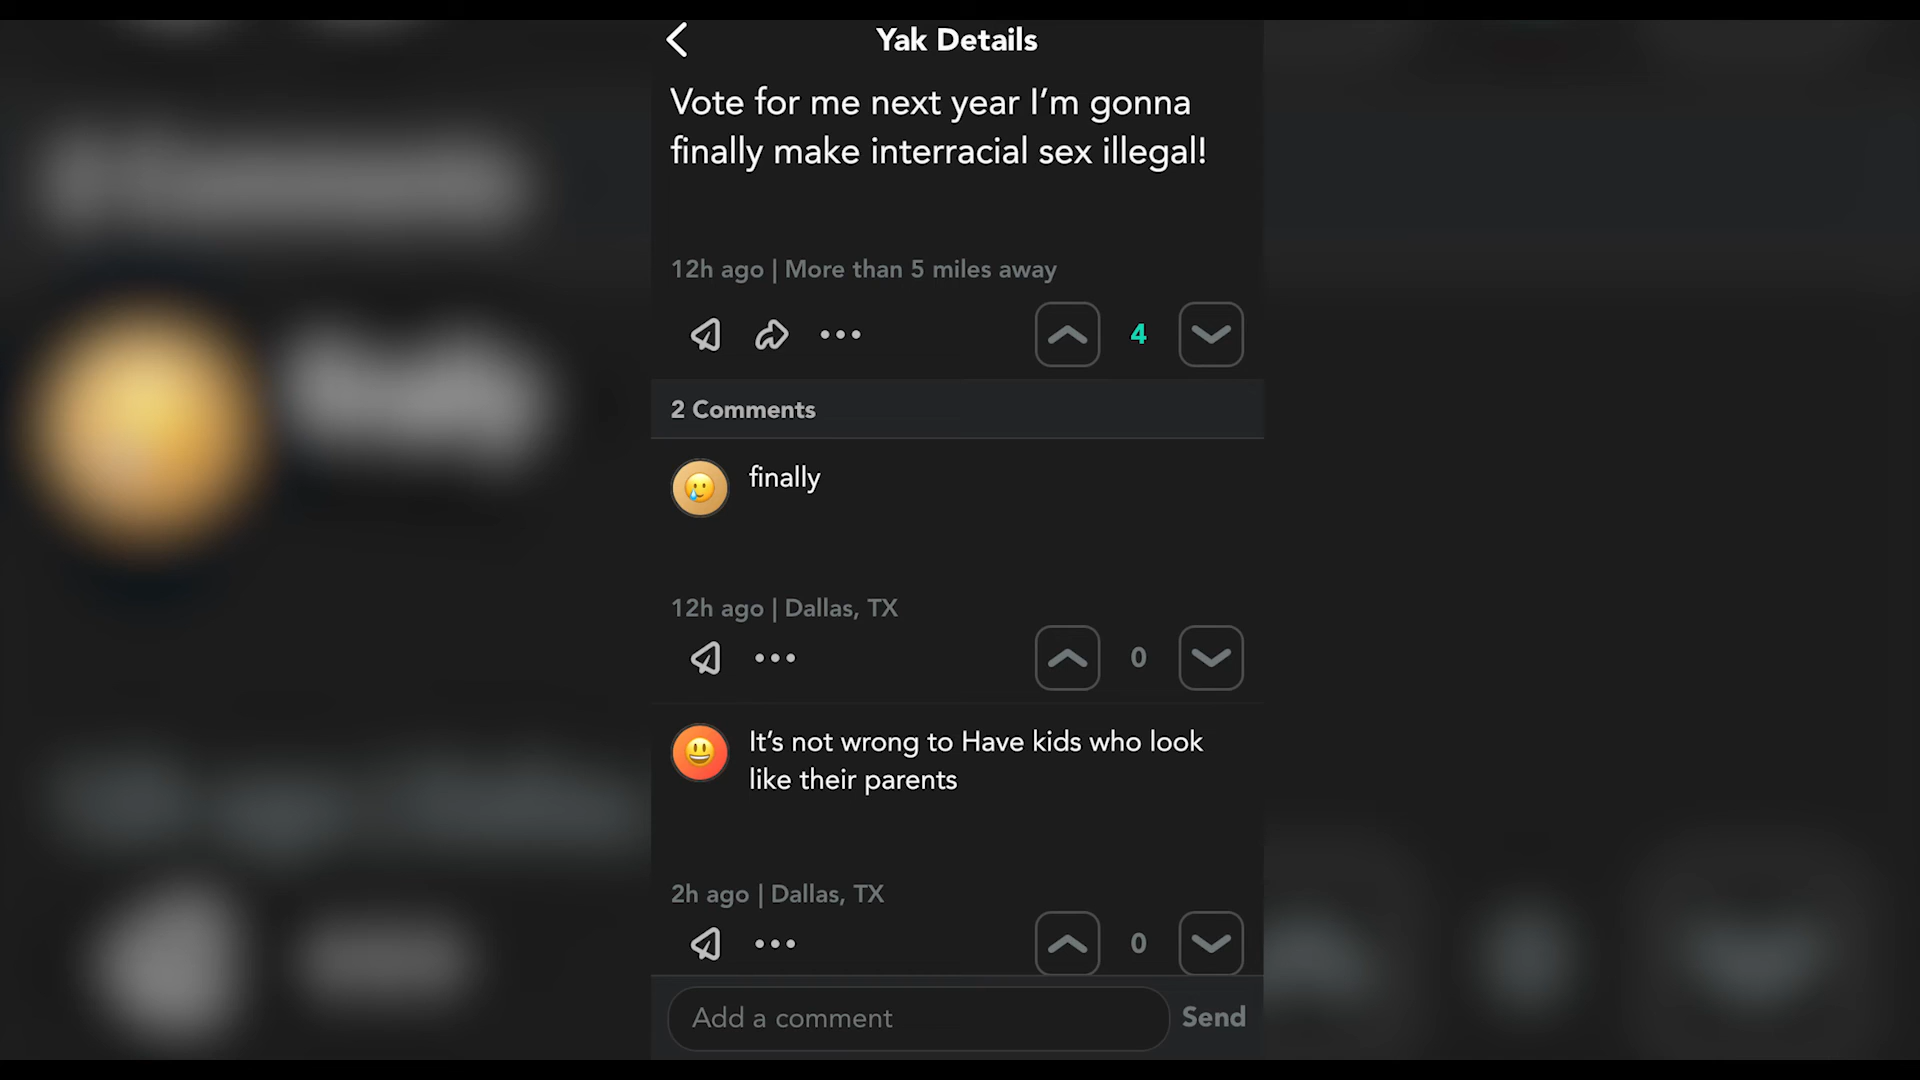 Yak Details
Vote for me next year I’m gonna
finally make interracial sex illegal!
12h ago | More than 5 miles away
4
2 Comments
finally
12h ago | Dallas, TX
0
It’s not wrong to Have kids who look
like their parents
2h ago | Dallas, TX
0
Add a comment
Send